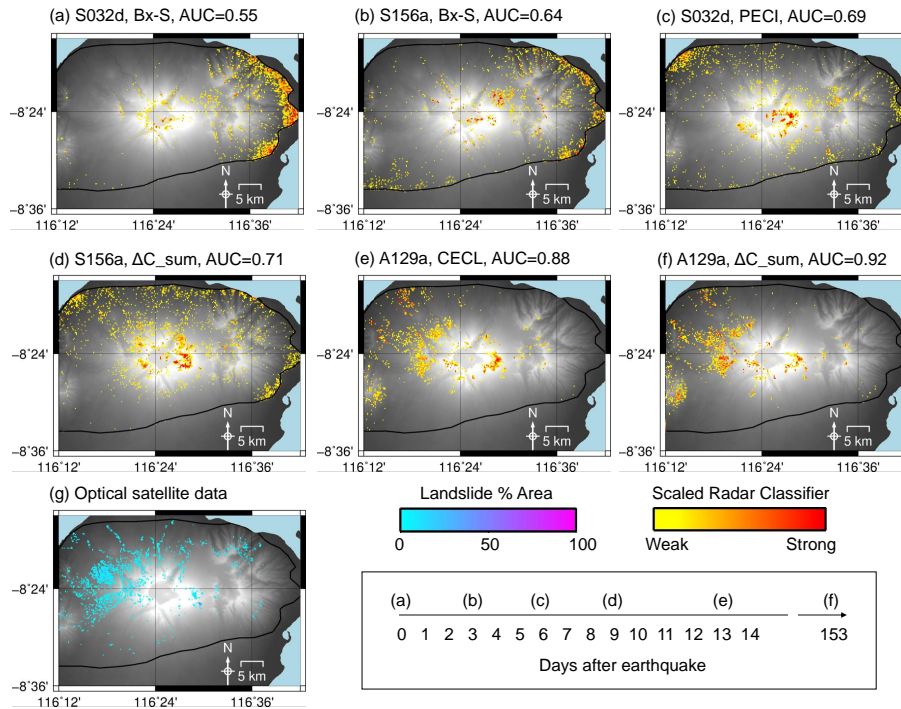 (a) S032d, Bx-S, AUC=0.55
(b) S156a, Bx-S, AUC=0.64
(c) S032d, PECI, AUC=0.69
−8˚24'
−8˚36'
N
5 km
116˚12' 116˚24' 116˚36'
−8˚24'
−8˚36'
N
5 km
116˚12' 116˚24' 116˚36'
−8˚24'
−8˚36'
N
5 km
116˚12' 116˚24' 116˚36'
(d) S156a, ΔC_sum, AUC=0.71
(e) A129a, CECL, AUC=0.88
(f) A129a, ΔC_sum, AUC=0.92
−8˚24'
−8˚36'
N
5 km
116˚12' 116˚24' 116˚36'
−8˚24'
−8˚36'
N
5 km
116˚12' 116˚24' 116˚36'
−8˚24'
−8˚36'
N
5 km
116˚12' 116˚24' 116˚36'
(g) Optical satellite data
−8˚24'
−8˚36'
N
5 km
116˚12' 116˚24' 116˚36'
Landslide % Area
0 50 100
Scaled Radar Classifier
Weak Strong
(a) (b) (c) (d) (e) (f)
0 1 2 3 4 5 6 7 8 9 10 11 12 13 14 153
Days after earthquake